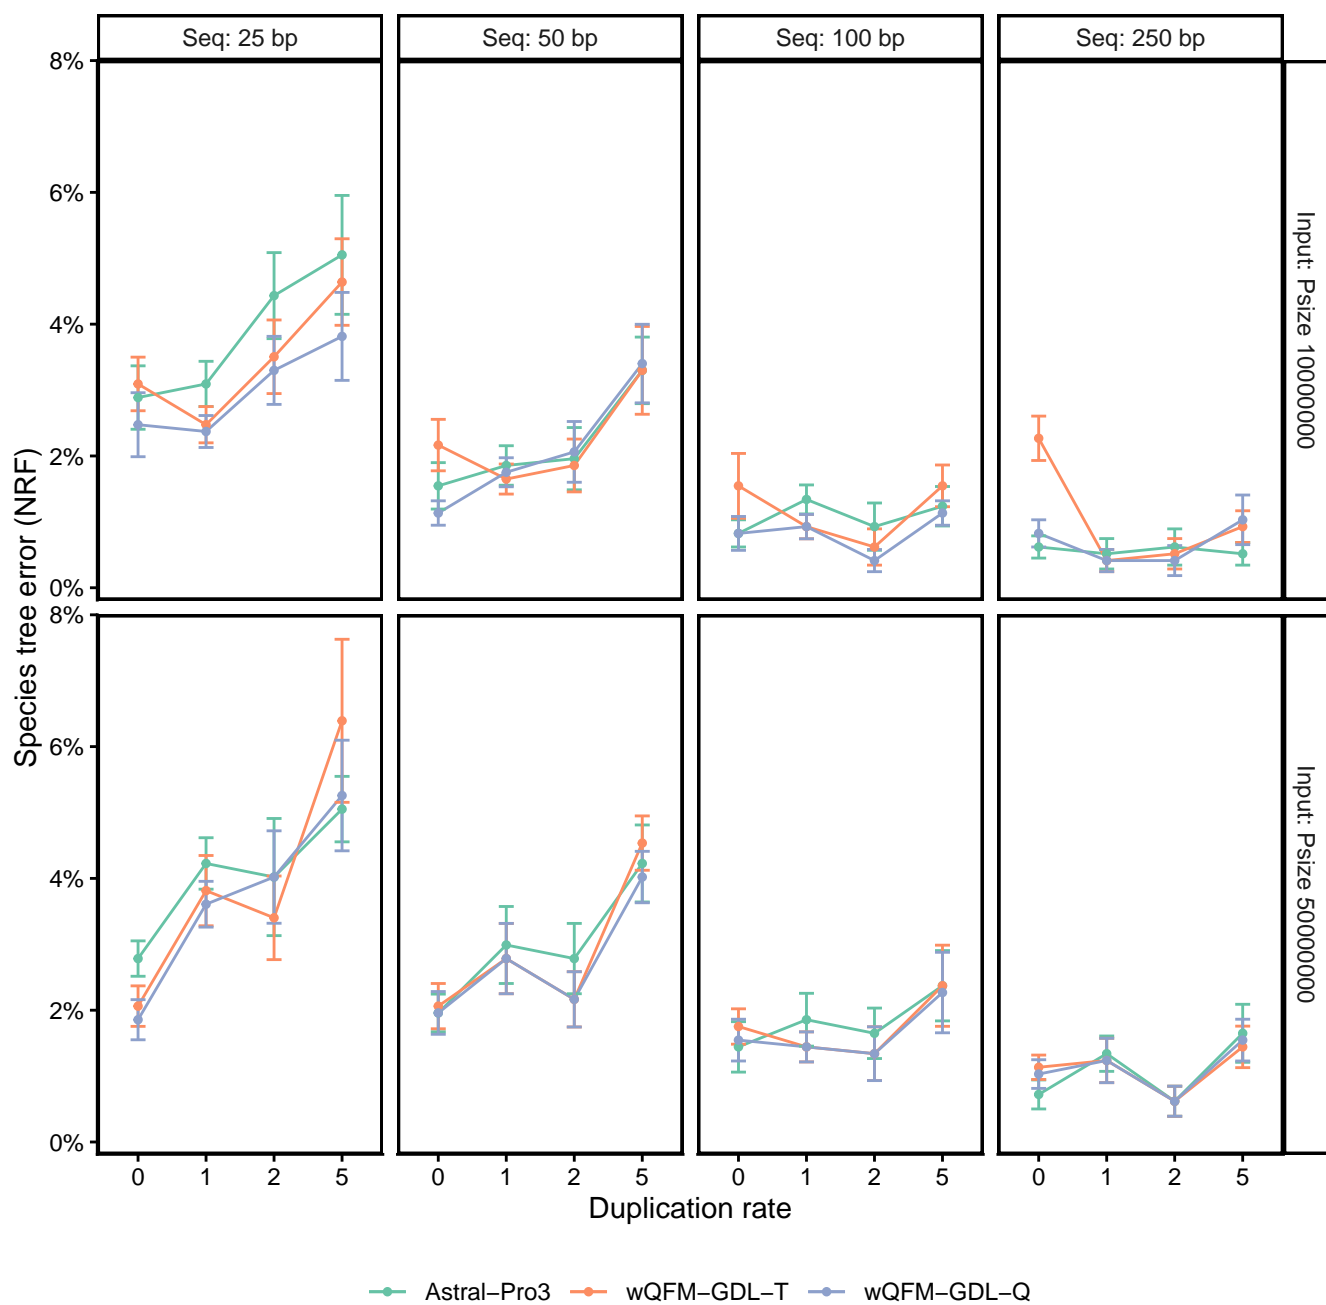 Seq: 25 bp
Seq: 50 bp
Seq: 100 bp
Seq: 250 bp
8%
6%
4%
2%
0%
Input: Psize 10000000
8%
6%
4%
2%
0%
Input: Psize 50000000
Species tree error (NRF)
0 1 2 5
0 1 2 5
0 1 2 5
0 1 2 5
Duplication rate
Astral−Pro3
wQFM−GDL−T
wQFM−GDL−Q